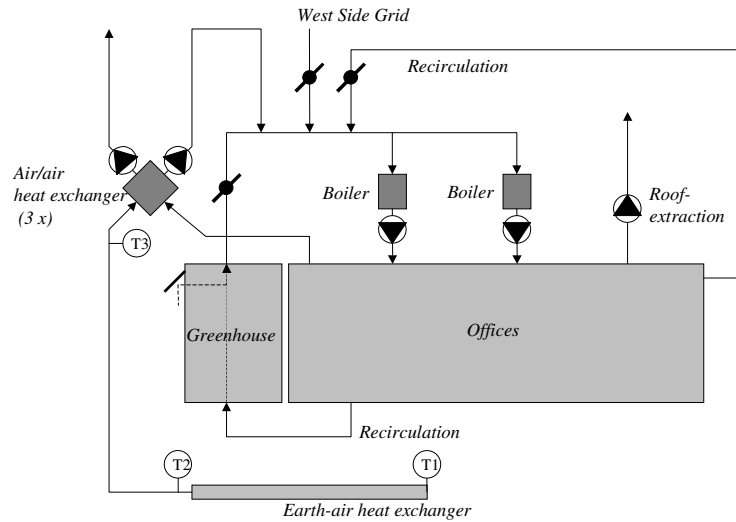 West Side Grid
Recirculation
Air/air
heat exchanger
(3 x)
Boiler
Boiler
Roof-
extraction
T3
Greenhouse
Offices
Recirculation
T2
T1
Earth-air heat exchanger